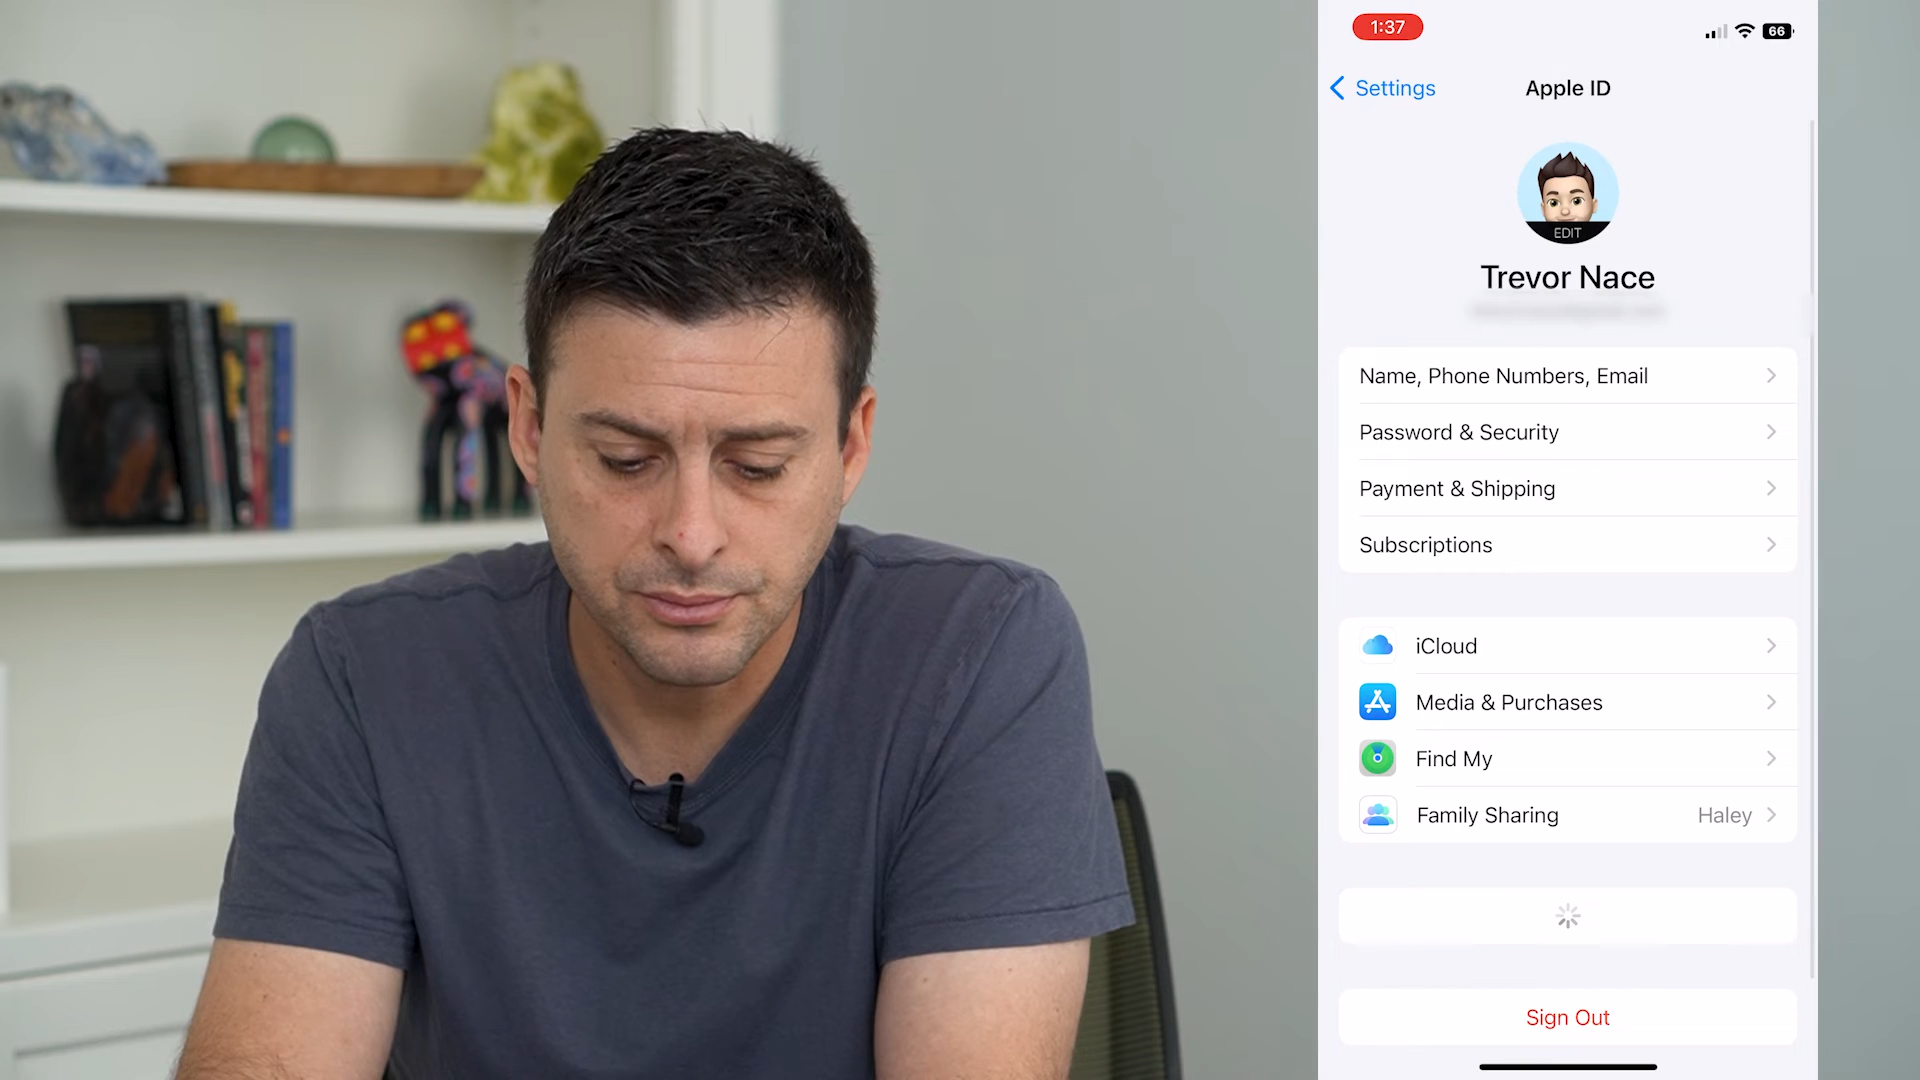 1:37
66
Settings
Apple ID
EDIT
Trevor Nace
Name, Phone Numbers, Email
Password & Security
Payment & Shipping
Subscriptions
iCloud
Media & Purchases
Find My
Family Sharing Haley
Sign Out